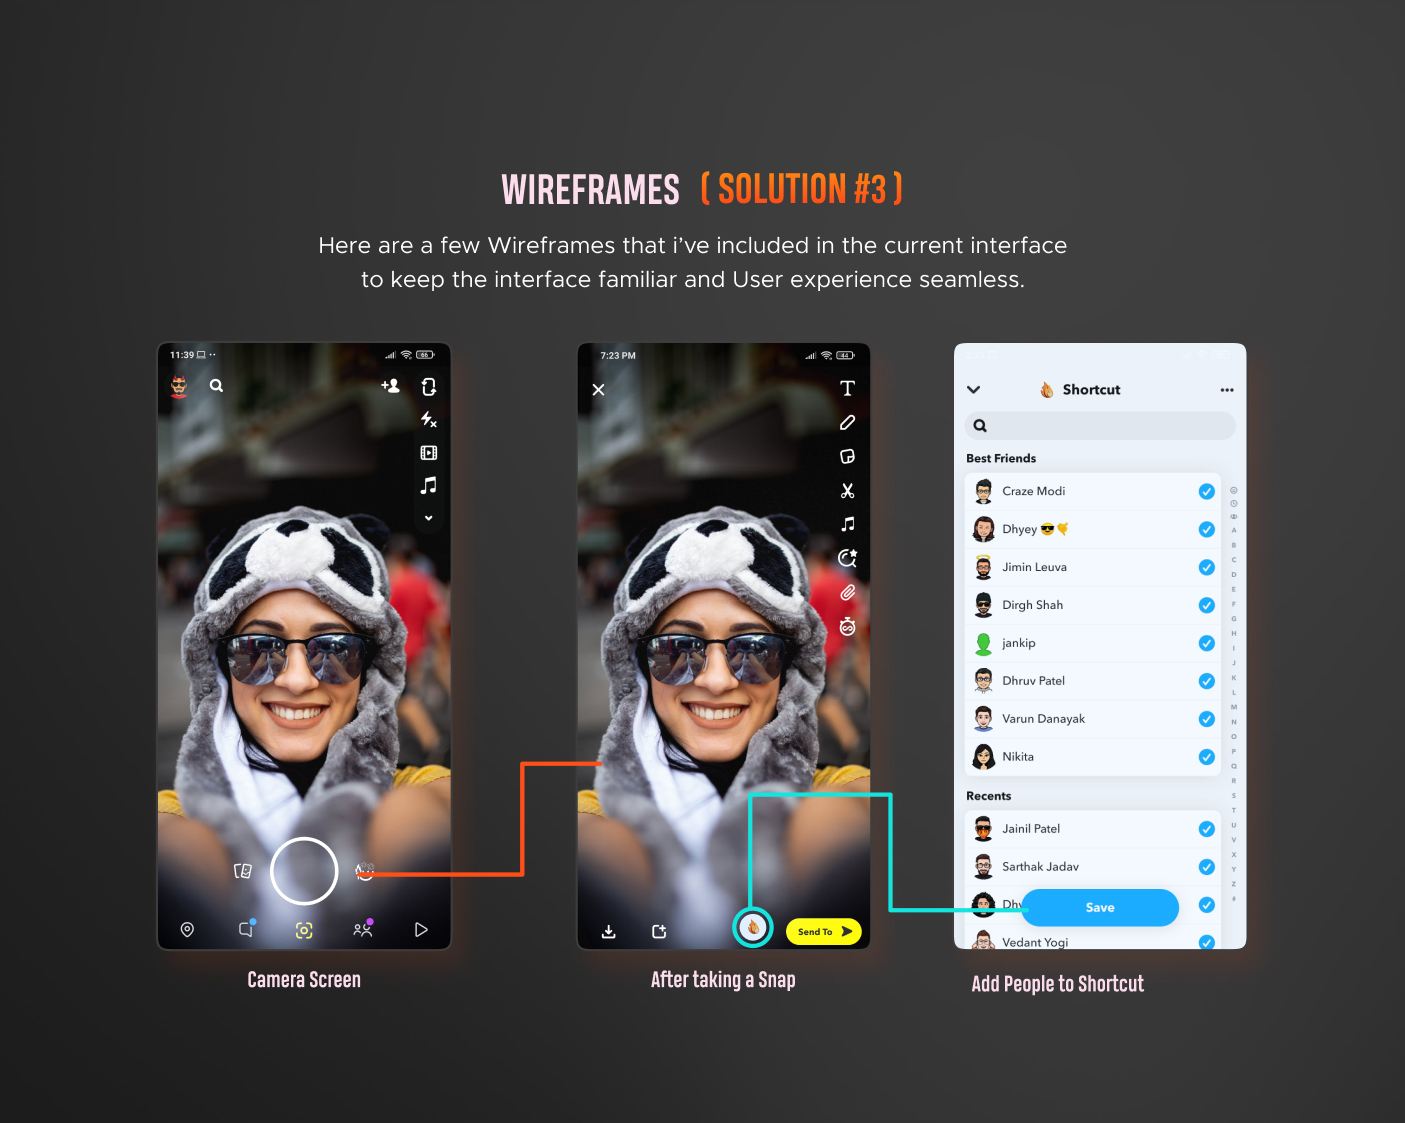 WIREFRAMES ( SOLUTION #3 )
Here are a few Wireframes that i've included in the current interface
to keep the interface familiar and User experience seamless.
11:39
66
7:23 PM
44
T
Send To
Shortcut
Best Friends
Craze Modi
Dhyey 😎🤙
Jimin Leuva
Dirgh Shah
jankip
Dhruv Patel
Varun Danayak
Nikita
Recents
Jainil Patel
Sarthak Jadav
Save
Vedant Yogi
A
B
C
D
E
F
G
H
I
J
K
L
M
N
O
P
Q
R
S
T
U
V
X
Y
Z
#
Camera Screen
After taking a Snap
Add People to Shortcut